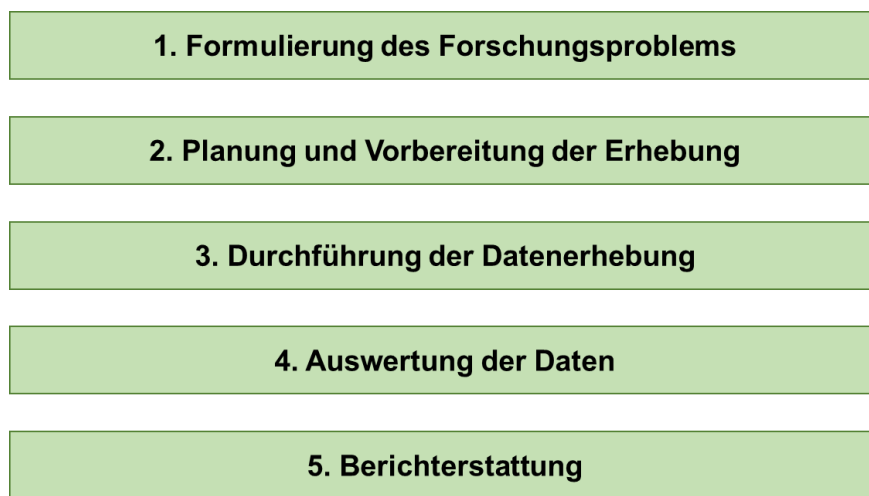 1. Formulierung des Forschungsproblems
2. Planung und Vorbereitung der Erhebung
3. Durchführung der Datenerhebung
4. Auswertung der Daten
5. Berichterstattung